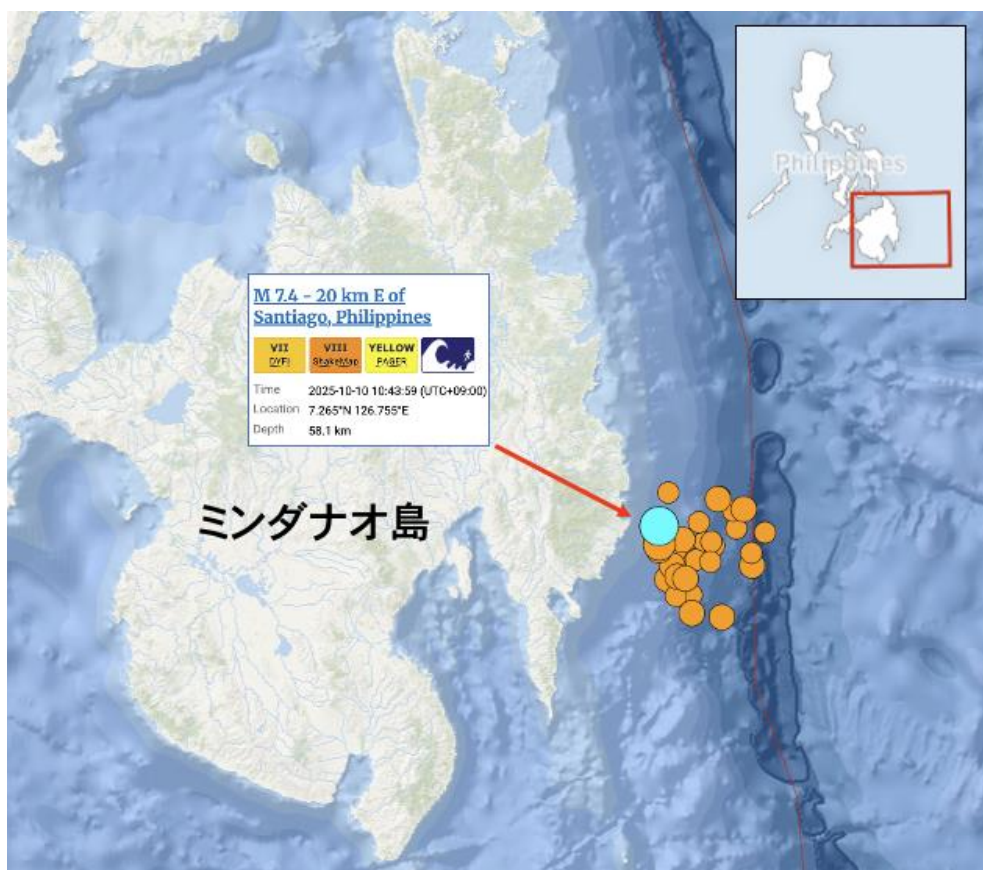 Philippines
M 7.4 – 20 km E of
Santiago, Philippines
VII
DYFI
VIII
ShakeMap
YELLOW
PAGER
Time 2025-10-10 10:43:59 (UTC+09:00)
Location 7.265°N 126.755°E
Depth 58.1 km
ミンダナオ島